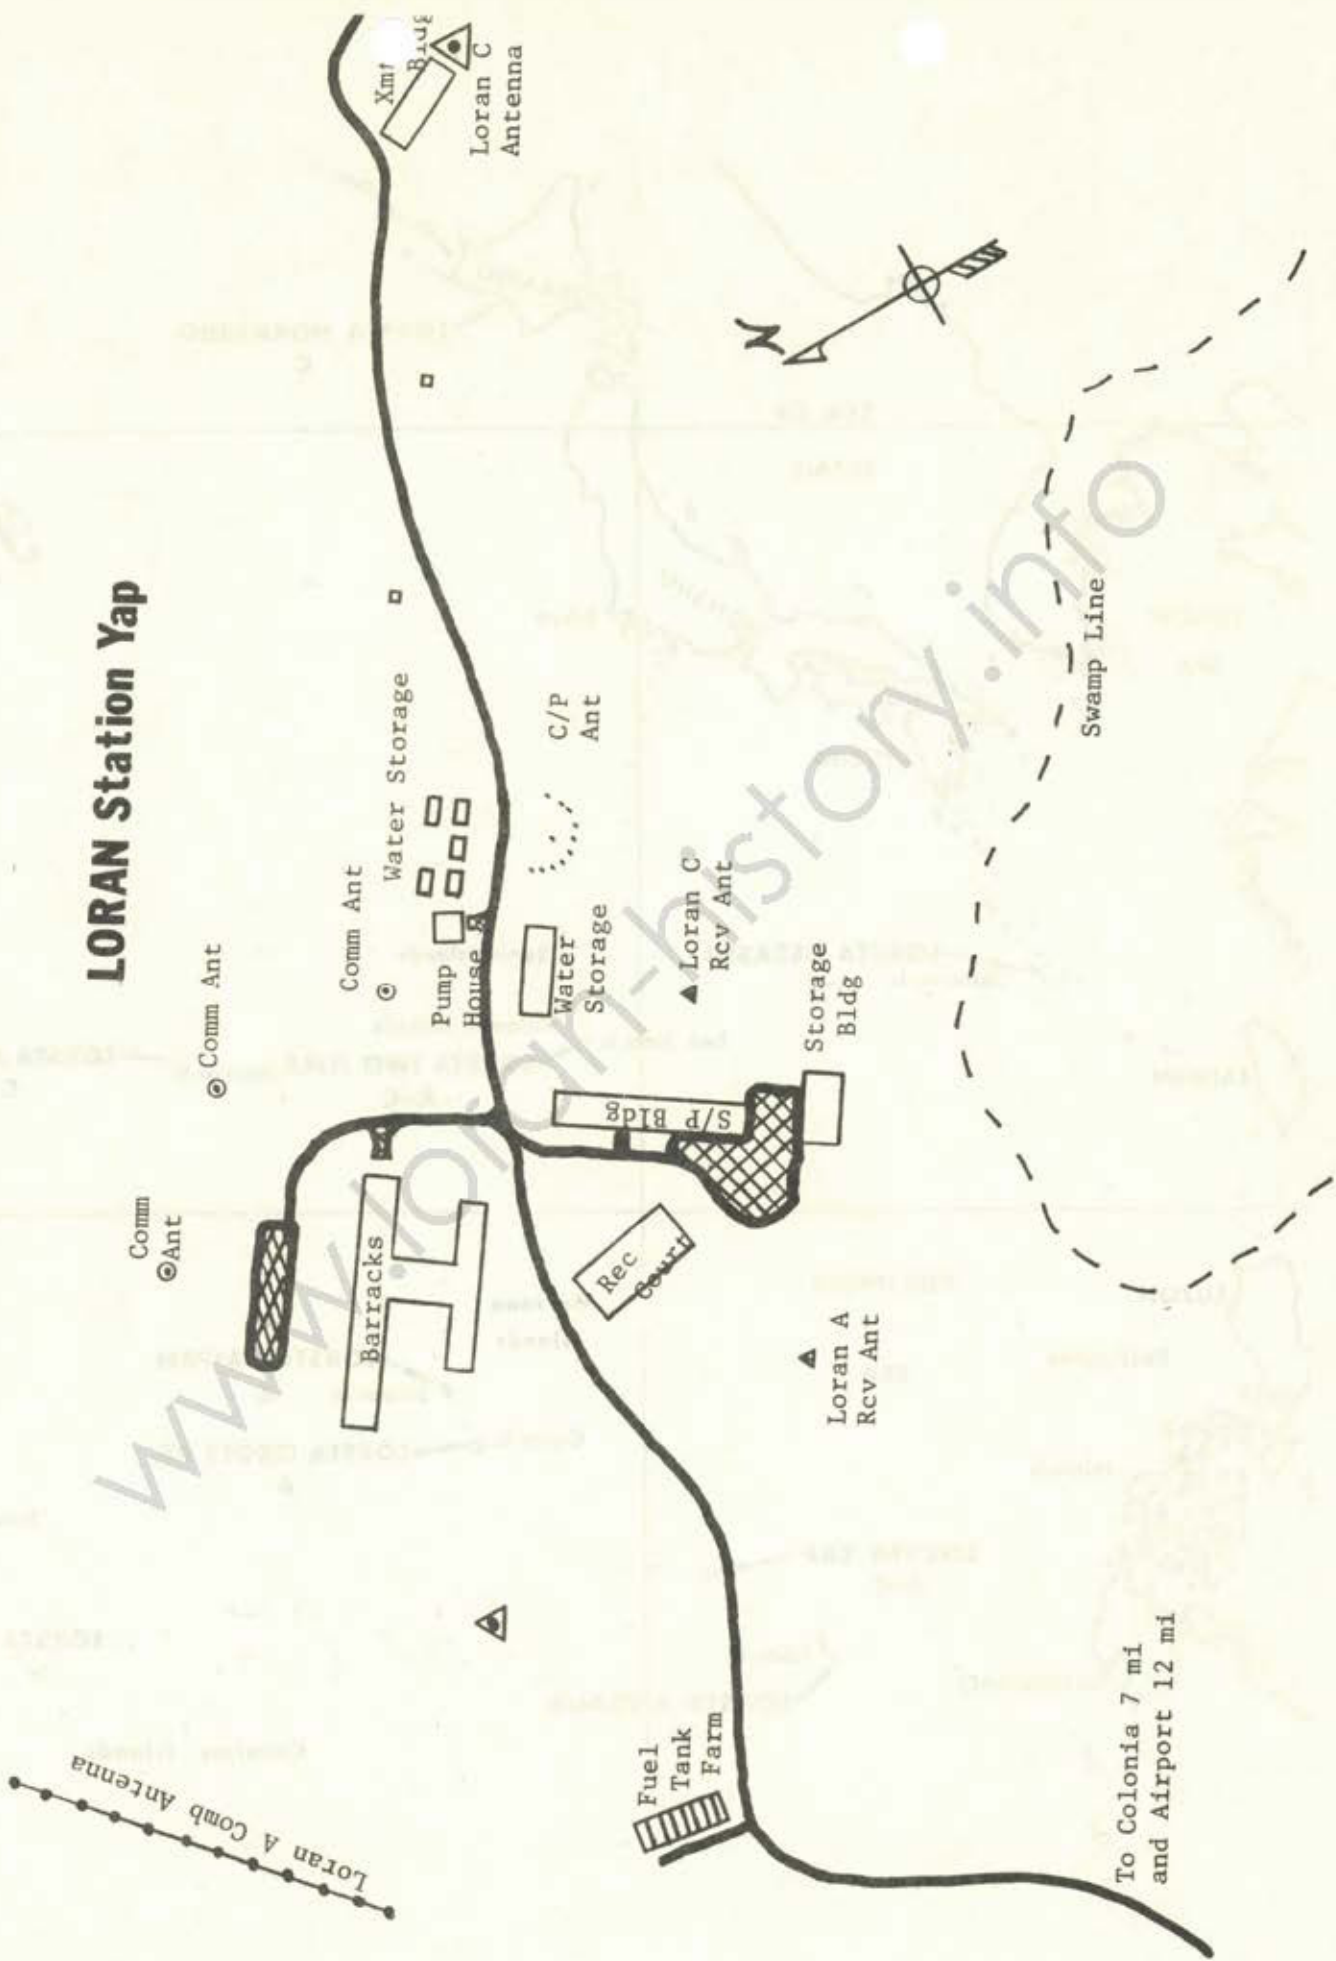 LORAN Station Yap
Loran A Comb Antenna
Comm
Ant
Comm Ant
Comm Ant
Water Storage
Pump
House
Barracks
Water
Storage
C/P
Ant
Bldg
Loran C
Antenna
Fuel
Tank
Farm
Rec
Court
S/P Bldg
Loran C
Rcv Ant
Storage
Bldg
Loran A
Rcv Ant
N
Swamp Line
To Colonia 7 mi
and Airport 12 mi
www.loran-history.info